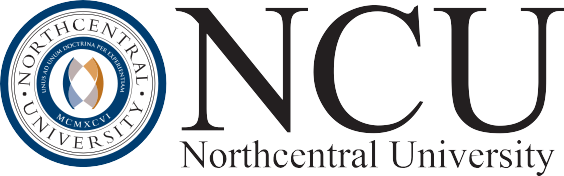 NORTHCENTRAL
UNIVERSITY
UNUS AD UNUM DOCTRINA PER EXPERIENTIAM
MCMXCVI
NCU
Northcentral University